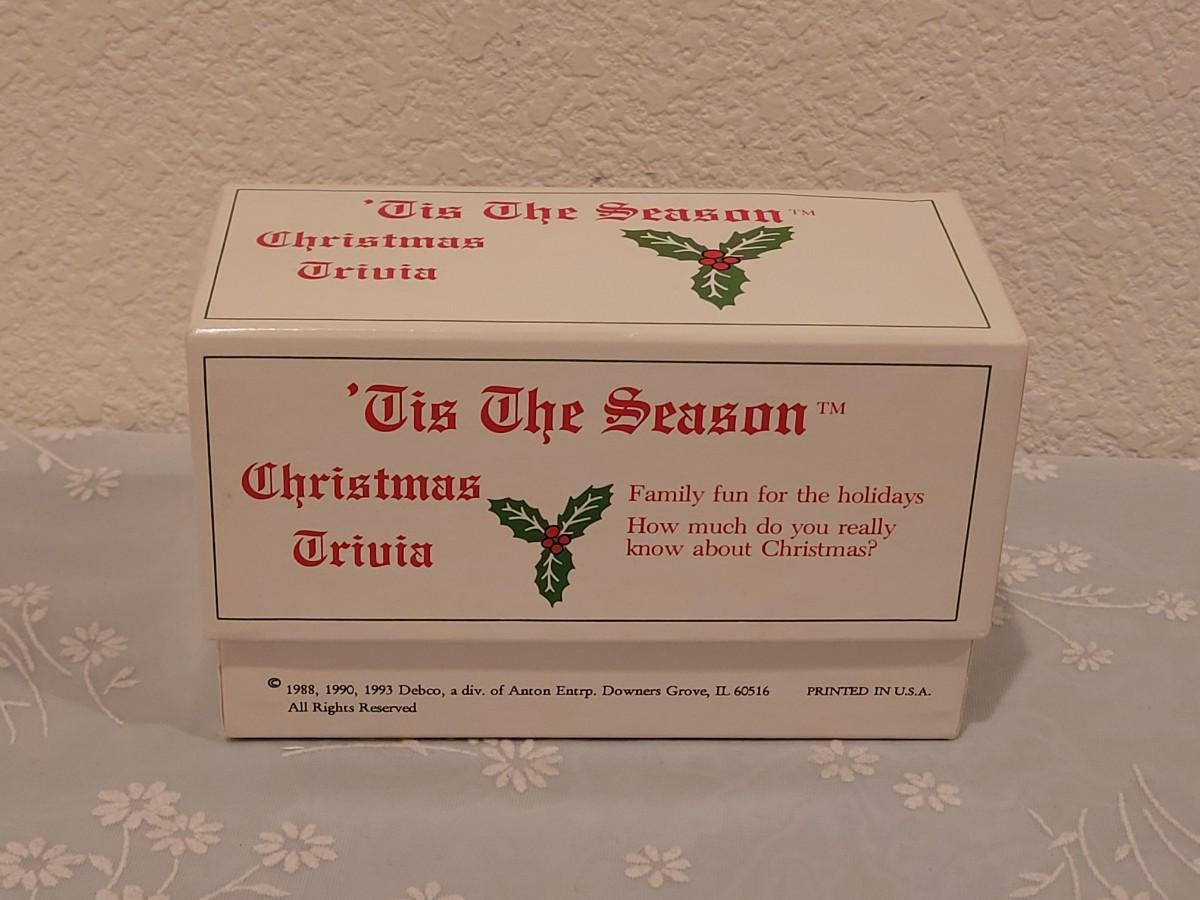 'Tis The Season™
Christmas
Trivia
'Tis The Season™
Christmas
Trivia
Family fun for the holidays
How much do you really
know about Christmas?
© 1988, 1990, 1993 Debco, a div. of Anton Entrp. Downers Grove, IL 60516 PRINTED IN U.S.A.
All Rights Reserved